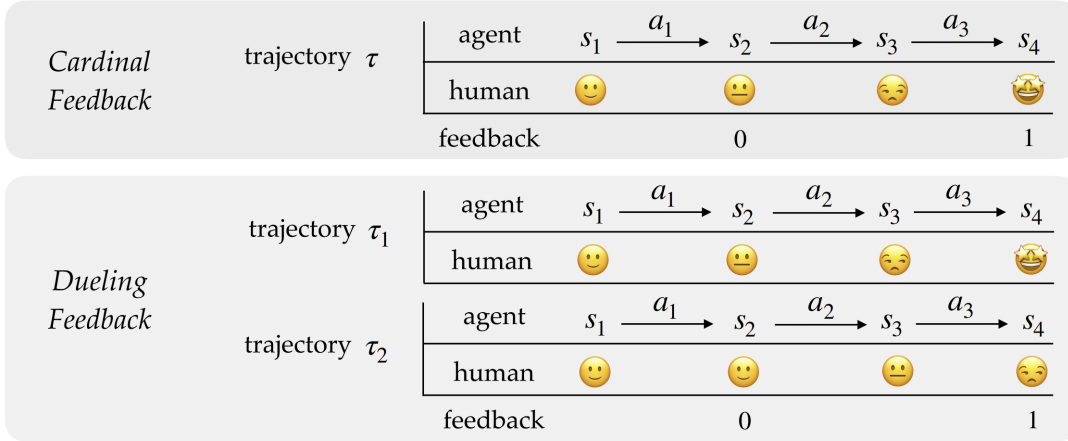 Cardinal
Feedback
trajectory τ
agent s₁ a₁ s₂ a₂ s₃ a₃ s₄
human
feedback 0 1
Dueling
Feedback
trajectory τ₁
agent s₁ a₁ s₂ a₂ s₃ a₃ s₄
human
trajectory τ₂
agent s₁ a₁ s₂ a₂ s₃ a₃ s₄
human
feedback 0 1